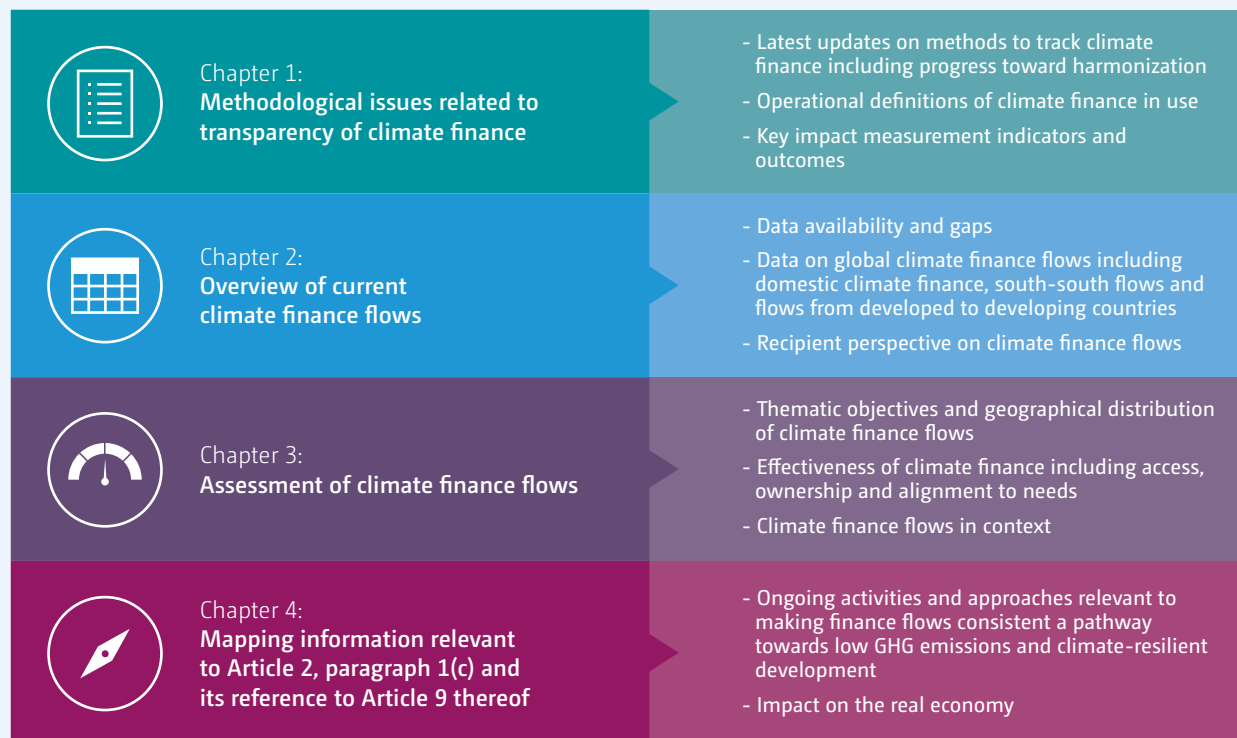 Chapter 1:
Methodological issues related to
transparency of climate finance
- Latest updates on methods to track climate
finance including progress toward harmonization
- Operational definitions of climate finance in use
- Key impact measurement indicators and
outcomes
Chapter 2:
Overview of current
climate finance flows
- Data availability and gaps
- Data on global climate finance flows including
domestic climate finance, south-south flows and
flows from developed to developing countries
- Recipient perspective on climate finance flows
Chapter 3:
Assessment of climate finance flows
- Thematic objectives and geographical distribution
of climate finance flows
- Effectiveness of climate finance including access,
ownership and alignment to needs
- Climate finance flows in context
Chapter 4:
Mapping information relevant
to Article 2, paragraph 1(c) and
its reference to Article 9 thereof
- Ongoing activities and approaches relevant to
making finance flows consistent a pathway
towards low GHG emissions and climate-resilient
development
- Impact on the real economy